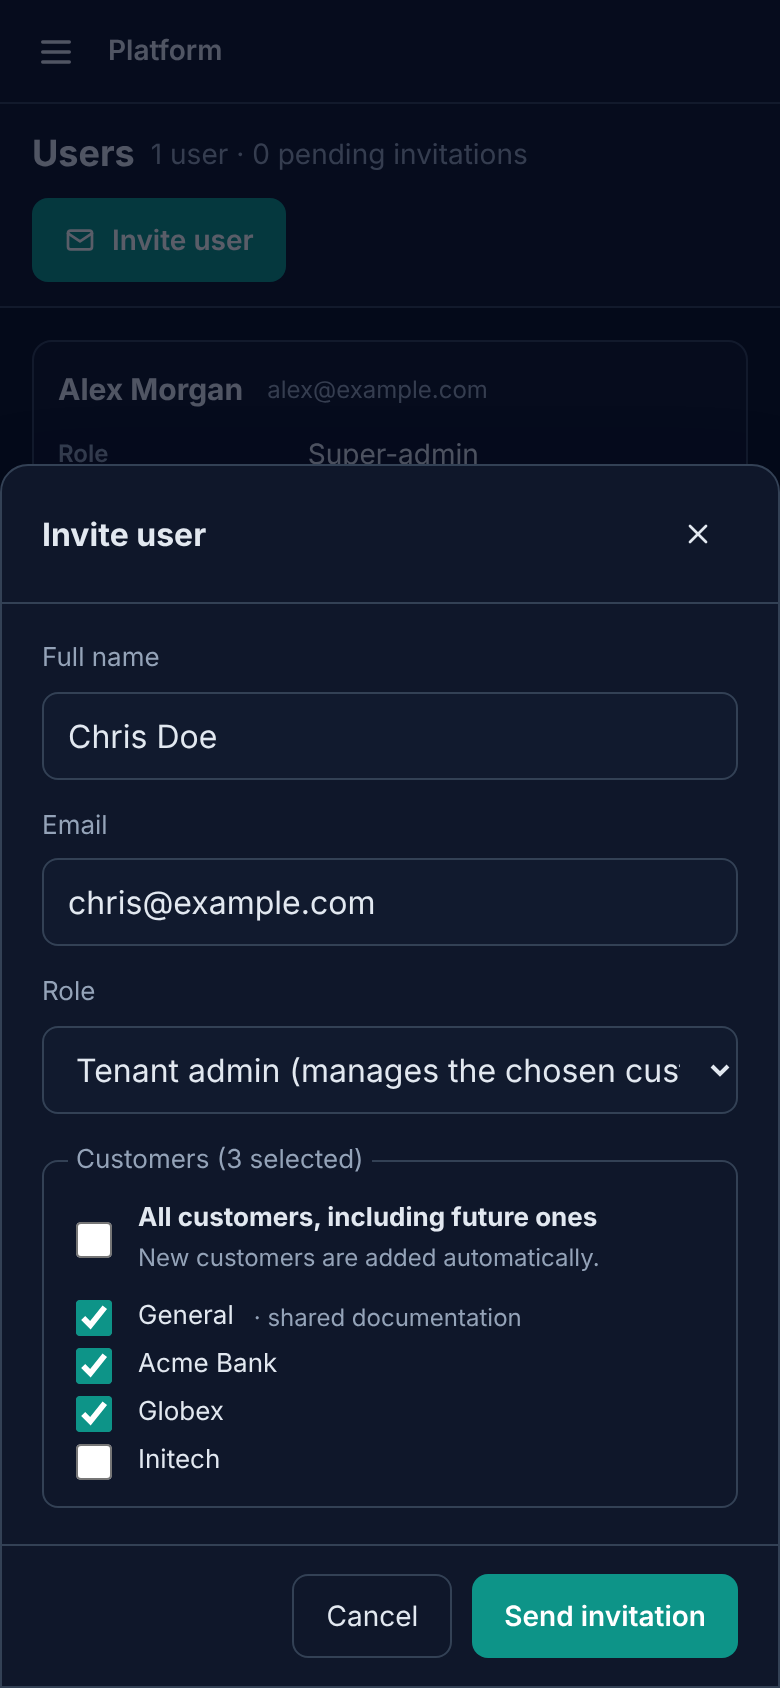 Platform
Users 1 user · 0 pending invitations
Invite user
Alex Morgan alex@example.com
Role Super-admin
Invite user
Full name
Chris Doe
Email
chris@example.com
Role
Tenant admin (manages the chosen cus
Customers (3 selected)
All customers, including future ones
New customers are added automatically.
General · shared documentation
Acme Bank
Globex
Initech
Cancel Send invitation